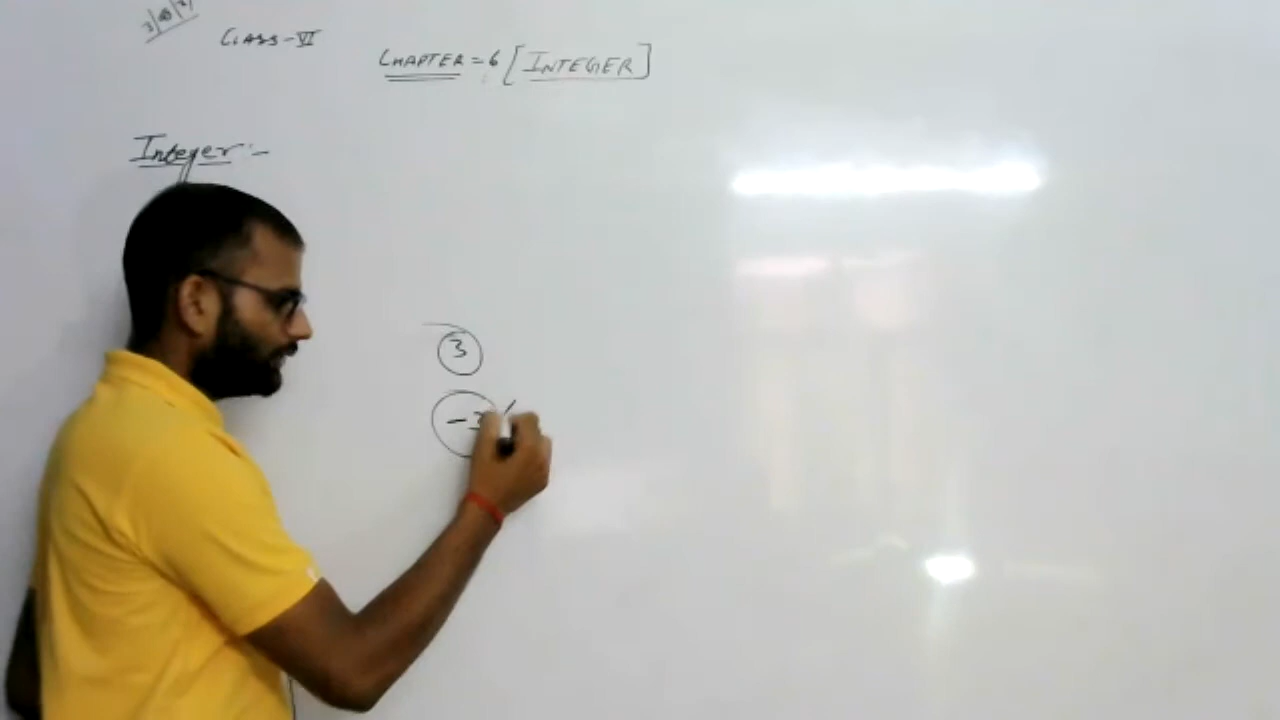 CLASS-VI
CHAPTER = 6 [INTEGER]
Integer :-
3